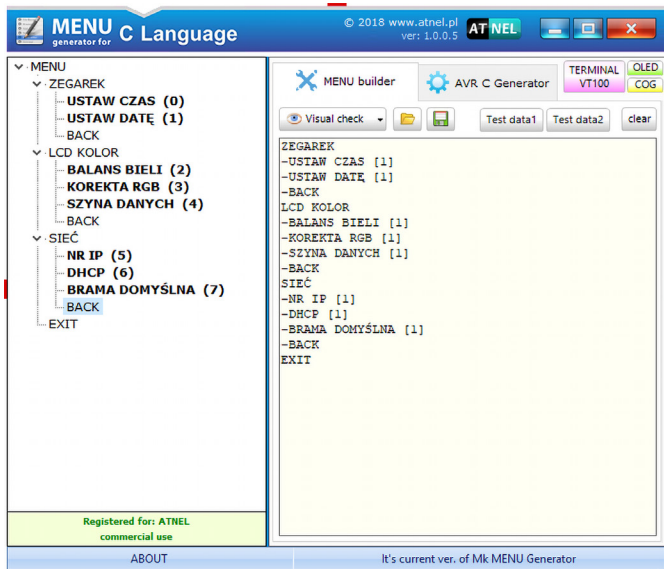 MENU
generator for C Language
© 2018 www.atnel.pl
ver: 1.0.0.5
ATNEL
MENU
ZEGAREK
USTAW CZAS (0)
USTAW DATĘ (1)
BACK
LCD KOLOR
BALANS BIELI (2)
KOREKTA RGB (3)
SZYNA DANYCH (4)
BACK
SIEĆ
NR IP (5)
DHCP (6)
BRAMA DOMYŚLNA (7)
BACK
EXIT
Registered for: ATNEL
commercial use
MENU builder
AVR C Generator
TERMINAL
VT100
OLED
COG
Visual check
Test data1
Test data2
clear
ZEGAREK
-USTAW CZAS [1]
-USTAW DATĘ [1]
-BACK
LCD KOLOR
-BALANS BIELI [1]
-KOREKTA RGB [1]
-SZYNA DANYCH [1]
-BACK
SIEĆ
-NR IP [1]
-DHCP [1]
-BRAMA DOMYŚLNA [1]
-BACK
EXIT
ABOUT
It's current ver. of Mk MENU Generator